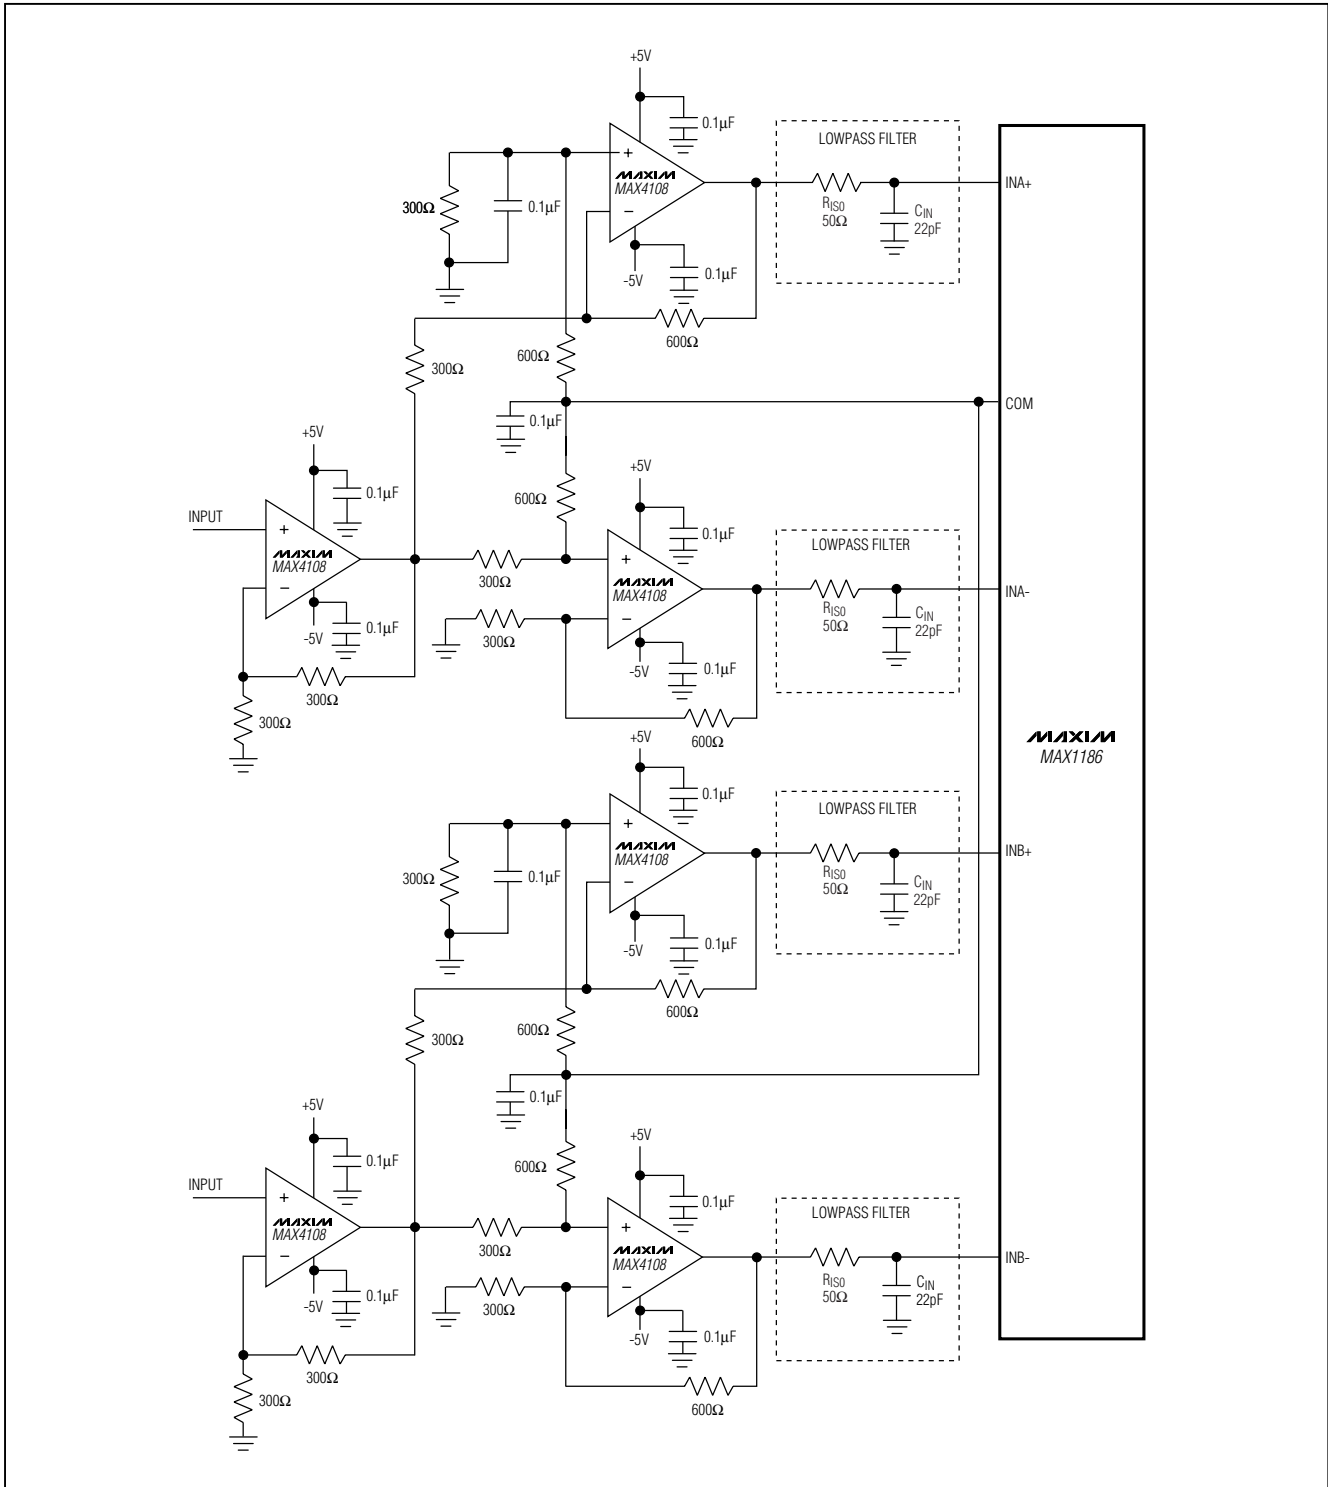 +5V
0.1µF
LOWPASS FILTER
+
MAXIM
MAX4108
INA+
300Ω
0.1µF
−
RISO
50Ω
CIN
22pF
-5V
0.1µF
600Ω
300Ω
600Ω
COM
0.1µF
+5V
+5V
0.1µF
600Ω
INPUT
0.1µF
LOWPASS FILTER
+
MAXIM
MAX4108
−
300Ω
+
MAXIM
MAX4108
−
INA-
RISO
50Ω
CIN
22pF
-5V
0.1µF
300Ω
-5V
0.1µF
300Ω
300Ω
600Ω
MAXIM
MAX1186
+5V
0.1µF
LOWPASS FILTER
+
MAXIM
MAX4108
INB+
300Ω
0.1µF
−
RISO
50Ω
CIN
22pF
-5V
0.1µF
600Ω
300Ω
600Ω
0.1µF
+5V
+5V
0.1µF
600Ω
INPUT
0.1µF
LOWPASS FILTER
+
MAXIM
MAX4108
−
300Ω
+
MAXIM
MAX4108
−
INB-
RISO
50Ω
CIN
22pF
-5V
0.1µF
300Ω
-5V
0.1µF
300Ω
300Ω
600Ω